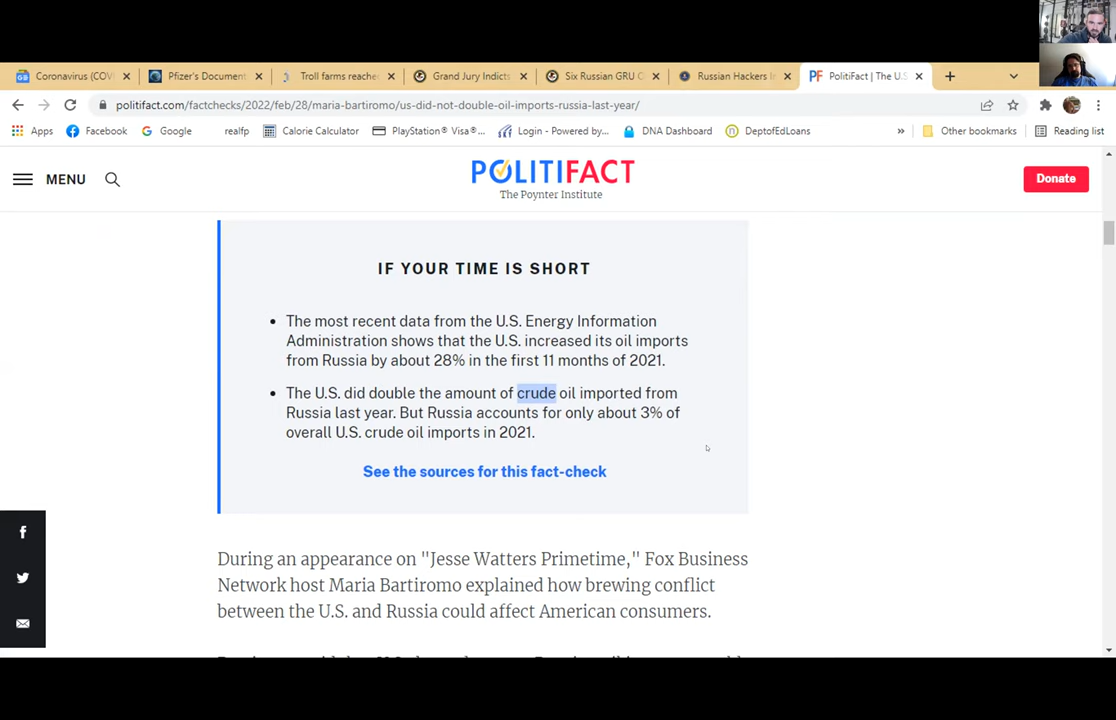 Coronavirus (COVI
Pfizer's Document
Troll farms reache
Grand Jury Indicts
Six Russian GRU O
Russian Hackers In
PolitiFact | The U.S.
politifact.com/factchecks/2022/feb/28/maria-bartiromo/us-did-not-double-oil-imports-russia-last-year/
Apps
Facebook
Google
realfp
Calorie Calculator
PlayStation® Visa®...
Login - Powered by...
DNA Dashboard
DeptofEdLoans
»
Other bookmarks
Reading list
MENU
POLITIFACT
The Poynter Institute
Donate
IF YOUR TIME IS SHORT
• The most recent data from the U.S. Energy Information
Administration shows that the U.S. increased its oil imports
from Russia by about 28% in the first 11 months of 2021.
• The U.S. did double the amount of crude oil imported from
Russia last year. But Russia accounts for only about 3% of
overall U.S. crude oil imports in 2021.
See the sources for this fact-check
During an appearance on "Jesse Watters Primetime," Fox Business
Network host Maria Bartiromo explained how brewing conflict
between the U.S. and Russia could affect American consumers.